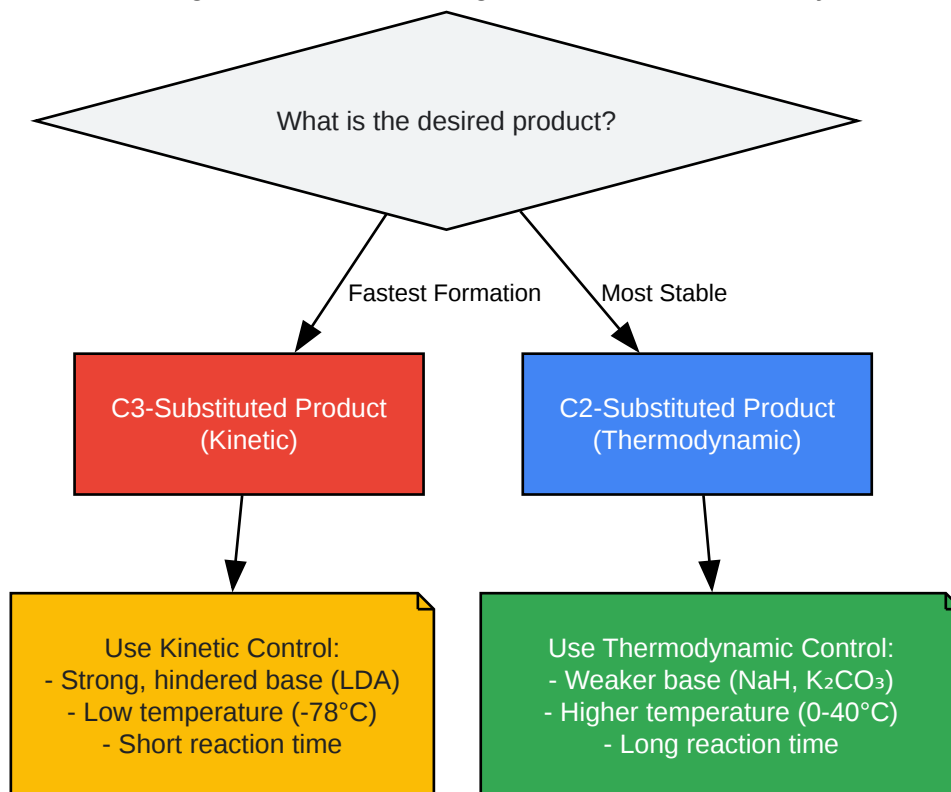 What is the desired product?
Fastest Formation
Most Stable
C3-Substituted Product
(Kinetic)
C2-Substituted Product
(Thermodynamic)
Use Kinetic Control:
- Strong, hindered base (LDA)
- Low temperature (-78°C)
- Short reaction time
Use Thermodynamic Control:
- Weaker base (NaH, K₂CO₃)
- Higher temperature (0-40°C)
- Long reaction time